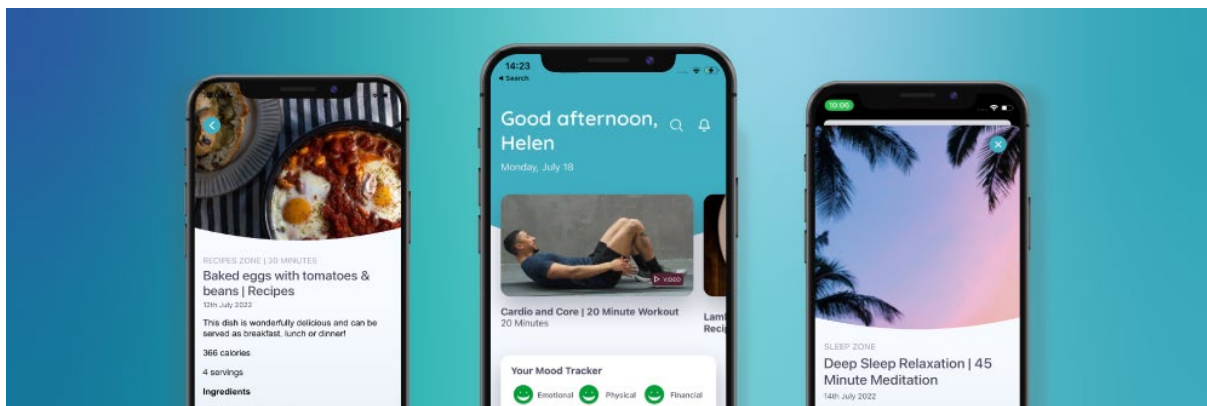 RECIPES ZONE | 30 MINUTES
Baked eggs with tomatoes &
beans | Recipes
12th July 2022
This dish is wonderfully delicious and can be
served as breakfast, lunch or dinner!
366 calories
4 servings
Ingredients
14:23
◀ Search
Good afternoon,
Helen
Monday, July 18
VIDEO
Cardio and Core | 20 Minute Workout
20 Minutes
Lamb
Recip
Your Mood Tracker
Emotional
Physical
Financial
10:06
SLEEP ZONE
Deep Sleep Relaxation | 45
Minute Meditation
14th July 2022